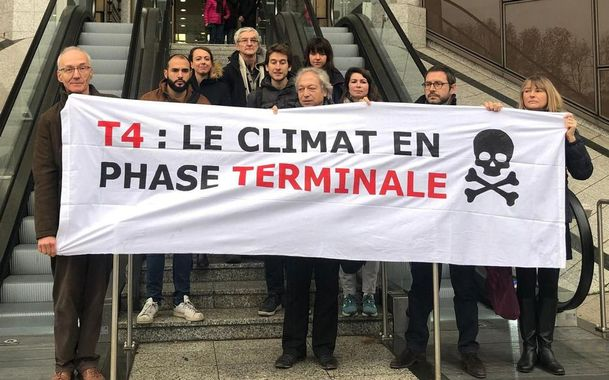 T4 : LE CLIMAT EN
PHASE TERMINALE